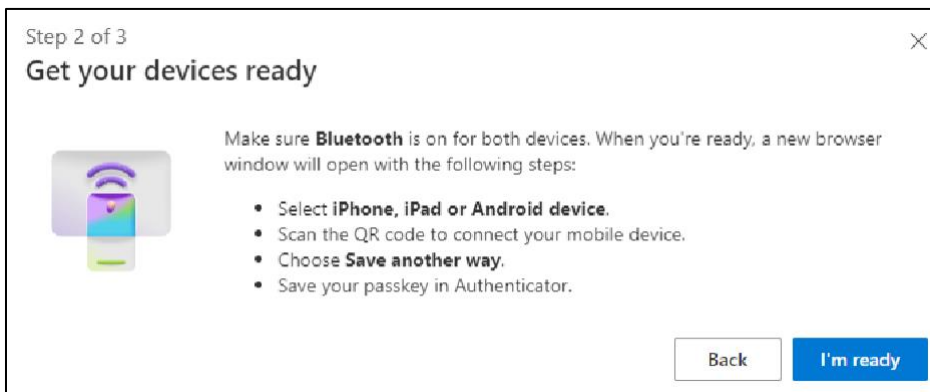 Step 2 of 3
Get your devices ready
Make sure Bluetooth is on for both devices. When you're ready, a new browser
window will open with the following steps:
• Select iPhone, iPad or Android device.
• Scan the QR code to connect your mobile device.
• Choose Save another way.
• Save your passkey in Authenticator.
Back
I'm ready